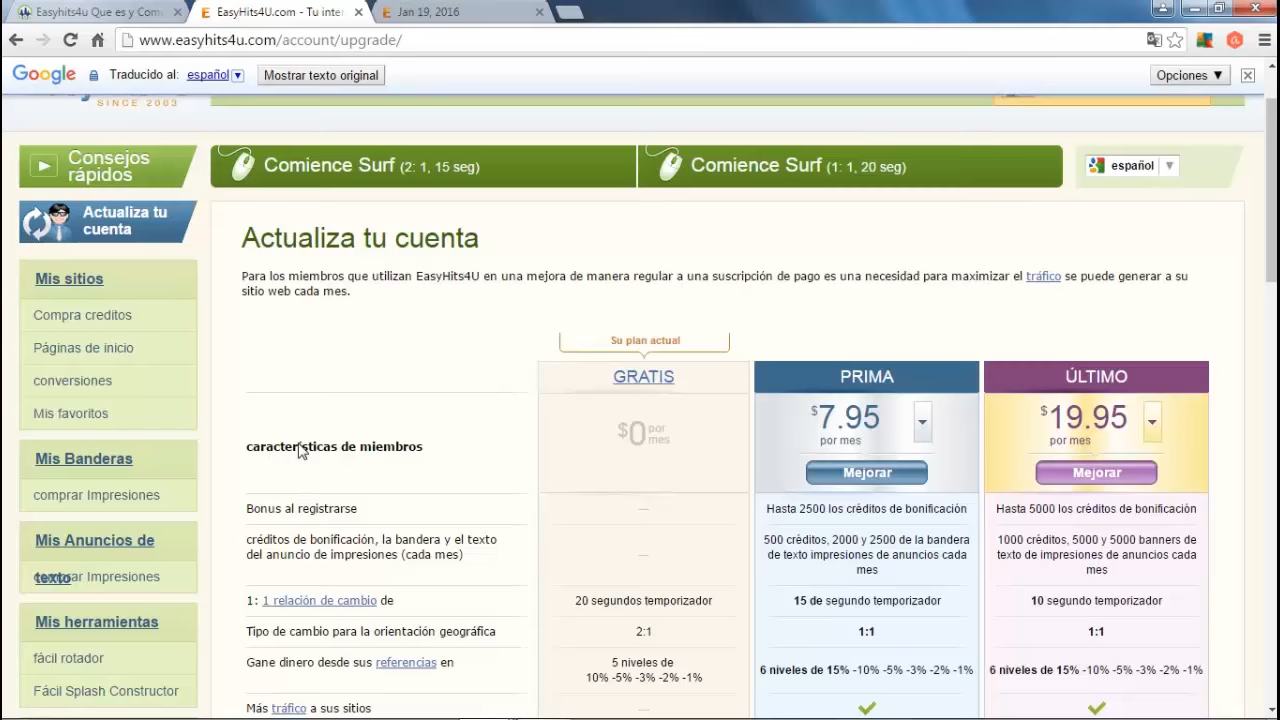 Easyhits4u Que es y Com
EasyHits4U.com - Tu inte
Jan 19, 2016
www.easyhits4u.com/account/upgrade/
Google Traducido al: español Mostrar texto original Opciones ▼
SINCE 2003
Consejos
rápidos
Comience Surf (2: 1, 15 seg)
Comience Surf (1: 1, 20 seg)
español
Actualiza tu
cuenta
Mis sitios
Compra creditos
Páginas de inicio
conversiones
Mis favoritos
Mis Banderas
comprar Impresiones
Mis Anuncios de
texto
comprar Impresiones
Mis herramientas
fácil rotador
Fácil Splash Constructor
Actualiza tu cuenta
Para los miembros que utilizan EasyHits4U en una mejora de manera regular a una suscripción de pago es una necesidad para maximizar el tráfico se puede generar a su
sitio web cada mes.
Su plan actual
GRATIS PRIMA ÚLTIMO
características de miembros
$0 por mes
$7.95
por mes
Mejorar
$19.95
por mes
Mejorar
Bonus al registrarse — Hasta 2500 los créditos de bonificación Hasta 5000 los créditos de bonificación
créditos de bonificación, la bandera y el texto
del anuncio de impresiones (cada mes)
—
500 créditos, 2000 y 2500 de la bandera
de texto impresiones de anuncios cada
mes
1000 créditos, 5000 y 5000 banners de
texto de impresiones de anuncios cada
mes
1: 1 relación de cambio de 20 segundos temporizador 15 de segundo temporizador 10 segundo temporizador
Tipo de cambio para la orientación geográfica 2:1 1:1 1:1
Gane dinero desde sus referencias en
5 niveles de
10% -5% -3% -2% -1%
6 niveles de 15% -10% -5% -3% -2% -1%
6 niveles de 15% -10% -5% -3% -2% -1%
Más tráfico a sus sitios —